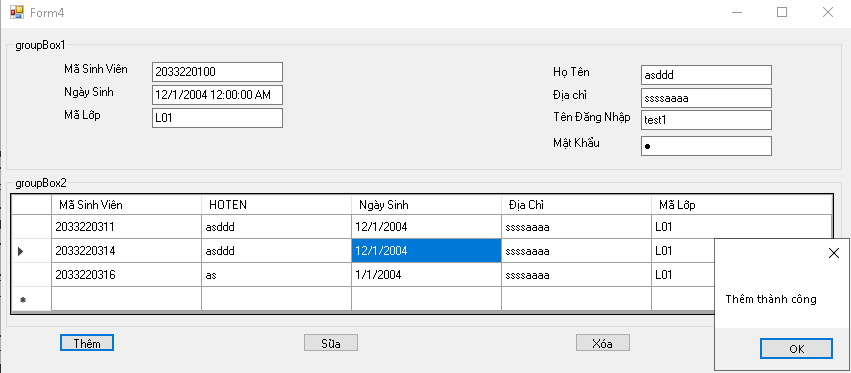 Form4
groupBox1
Mã Sinh Viên 2033220100 Họ Tên asddd
Ngày Sinh 12/1/2004 12:00:00 AM Địa chỉ ssssaaaa
Mã Lốp L01 Tên Đăng Nhập test1
Mật Khẩu ●
groupBox2
Mã Sinh Viên HOTEN Ngày Sinh Địa Chỉ Mã Lốp
2033220311 asddd 12/1/2004 ssssaaaa L01
2033220314 asddd 12/1/2004 ssssaaaa L01
2033220316 as 1/1/2004 ssssaaaa L01
Thêm thành công
OK
Thêm Sừa Xóa